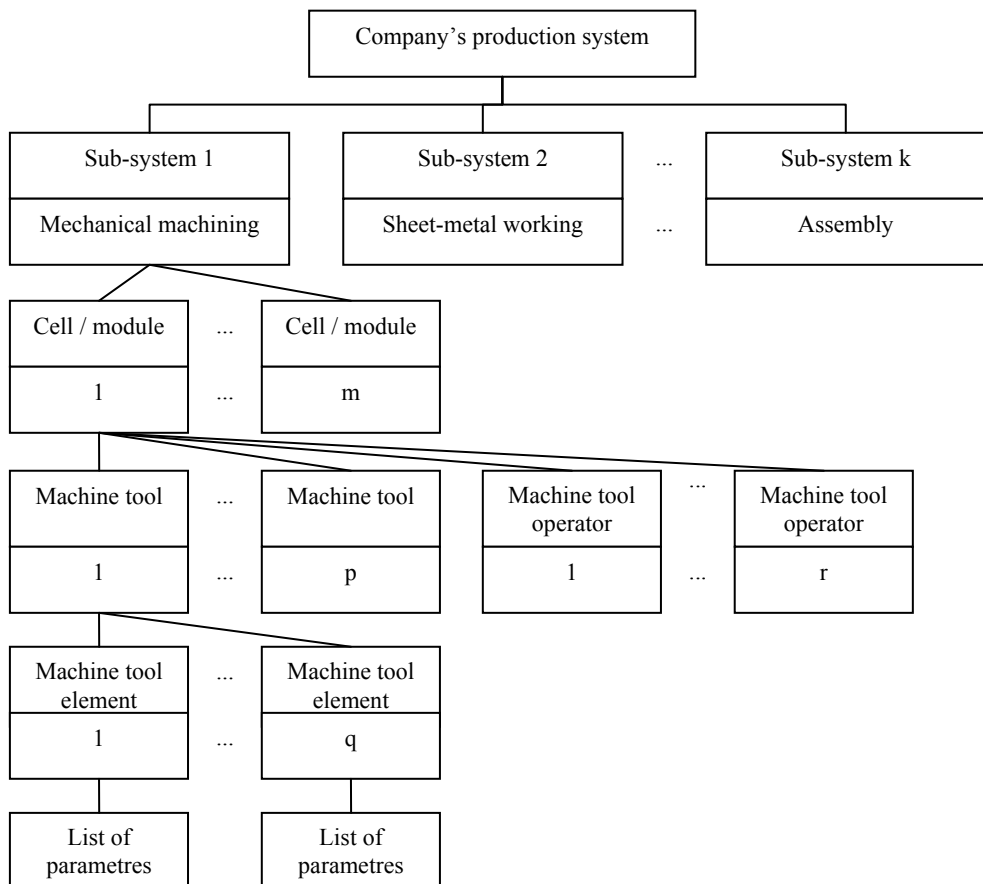 Company’s production system
Sub-system 1
Sub-system 2
...
Sub-system k
Mechanical machining
Sheet-metal working
...
Assembly
Cell / module
...
Cell / module
1
...
m
Machine tool
...
Machine tool
Machine tool
operator
...
Machine tool
operator
1
...
p
1
...
r
Machine tool
element
...
Machine tool
element
1
...
q
List of
parametres
List of
parametres